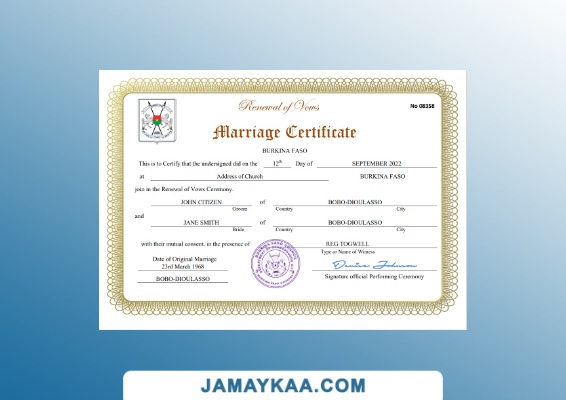 Renewal of Vows
No 08358
Marriage Certificate
BURKINA FASO
This is to Certify that the undersigned did on the 12th Day of SEPTEMBER 2022
at Address of Church BURKINA FASO
join in the Renewal of Vows Ceremony.
JOHN CITIZEN of BOBO-DIOULASSO
Groom Country City
and
JANE SMITH of BOBO-DIOULASSO
Bride Country City
with their mutual consent, in the presence of REG TOGWELL
Type or Name of Witness
Date of Original Marriage
23rd March 1968
Signature official Performing Ceremony
BOBO-DIOULASSO
JAMAYKAA.COM